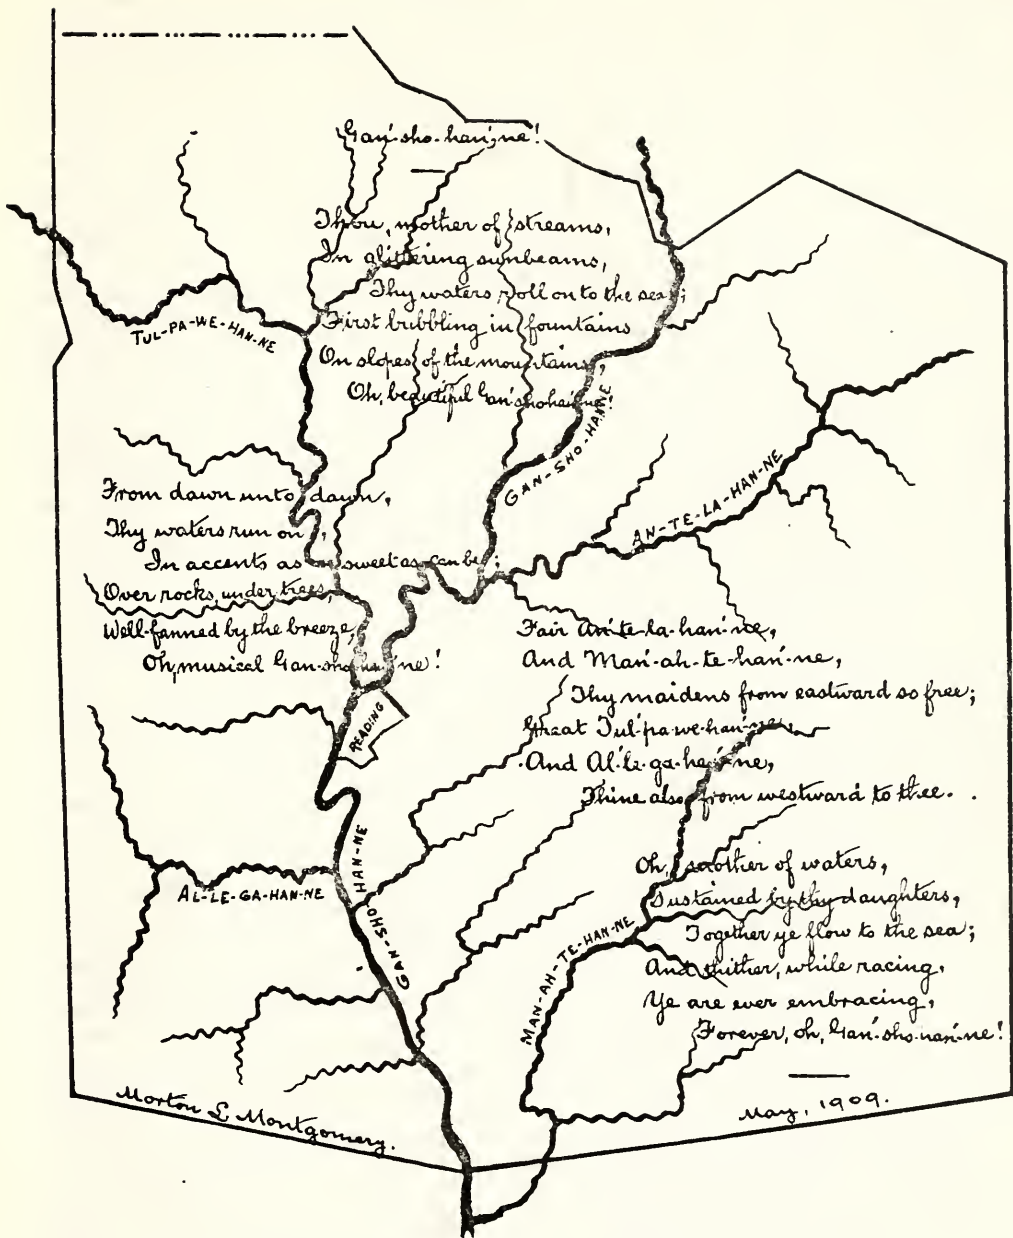 Gan´-sho-han´-ne!
Thou, mother of streams,
In glittering sunbeams,
Thy waters roll on to the sea;
First bubbling in fountains
On slopes of the mountains,
Oh, beautiful Gan´shohan´ne.
TUL-PA-WE-HAN-NE
GAN-SHO-HAN-NE
AN-TE-LA-HAN-NE
From dawn unto dawn,
Thy waters run on,
In accents as sweet as can be;
Over rocks, under trees,
Well-fanned by the breeze,
Oh, musical Gan-sho-han´ne!
Fair An´te-la-han´-ne,
And Man´-ah-te-han´-ne,
Thy maidens from eastward so free;
Great Tul´-pa-we-han´-ne,
And Al´-le-ga-han´-ne,
Thine also from westward to thee.
READING
Oh, mother of waters,
Sustained by thy daughters,
Together ye flow to the sea;
And thither, while racing,
Ye are ever embracing,
Forever, oh, Gan´-sho-han´-ne!
AL-LE-GA-HAN-NE
GAN-SHO HAN-NE
MAN-AH-TE-HAN-NE
Morton L Montgomery.
May, 1909.